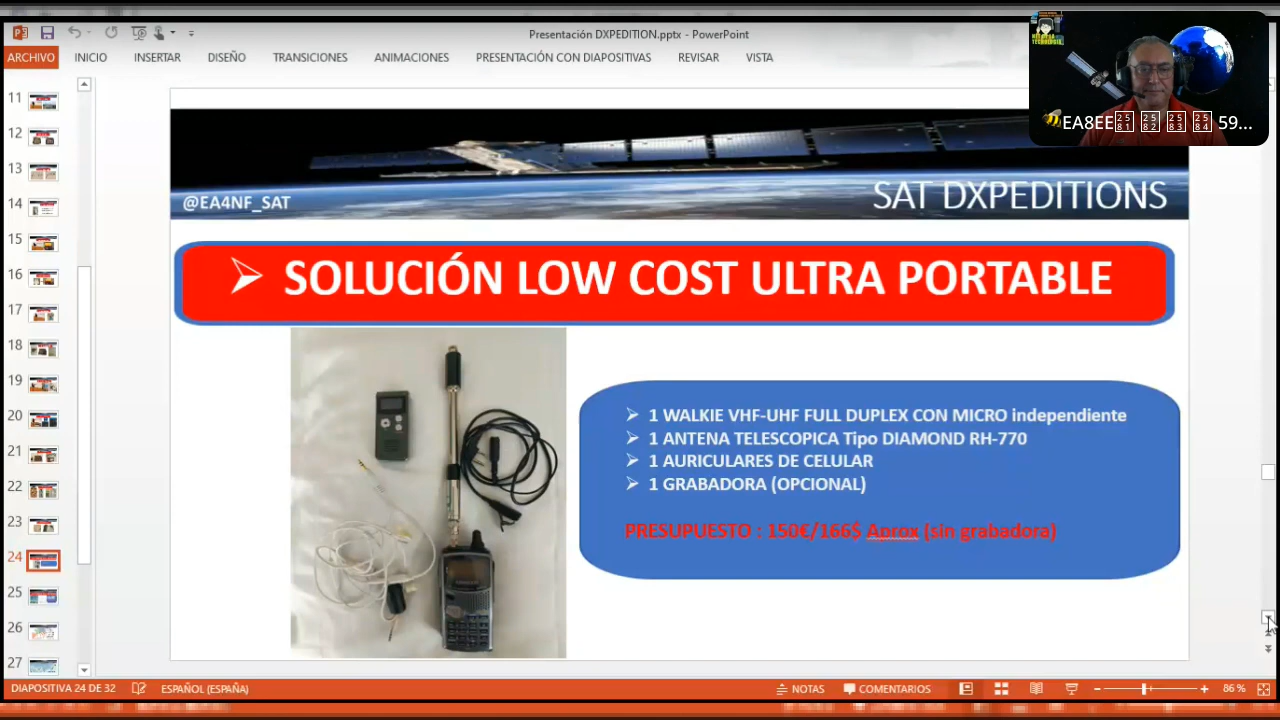 Presentación DXPEDITION.pptx - PowerPoint
ARCHIVO INICIO INSERTAR DISEÑO TRANSICIONES ANIMACIONES PRESENTACIÓN CON DIAPOSITIVAS REVISAR VISTA
EA8EE 59...
@EA4NF_SAT
SAT DXPEDITIONS
➢ SOLUCIÓN LOW COST ULTRA PORTABLE
➢ 1 WALKIE VHF-UHF FULL DUPLEX CON MICRO independiente
➢ 1 ANTENA TELESCOPICA Tipo DIAMOND RH-770
➢ 1 AURICULARES DE CELULAR
➢ 1 GRABADORA (OPCIONAL)
PRESUPUESTO : 150€/166$ Aprox (sin grabadora)
11
12
13
14
15
16
17
18
19
20
21
22
23
24
25
26
27
DIAPOSITIVA 24 DE 32 ESPAÑOL (ESPAÑA) NOTAS COMENTARIOS 86 %